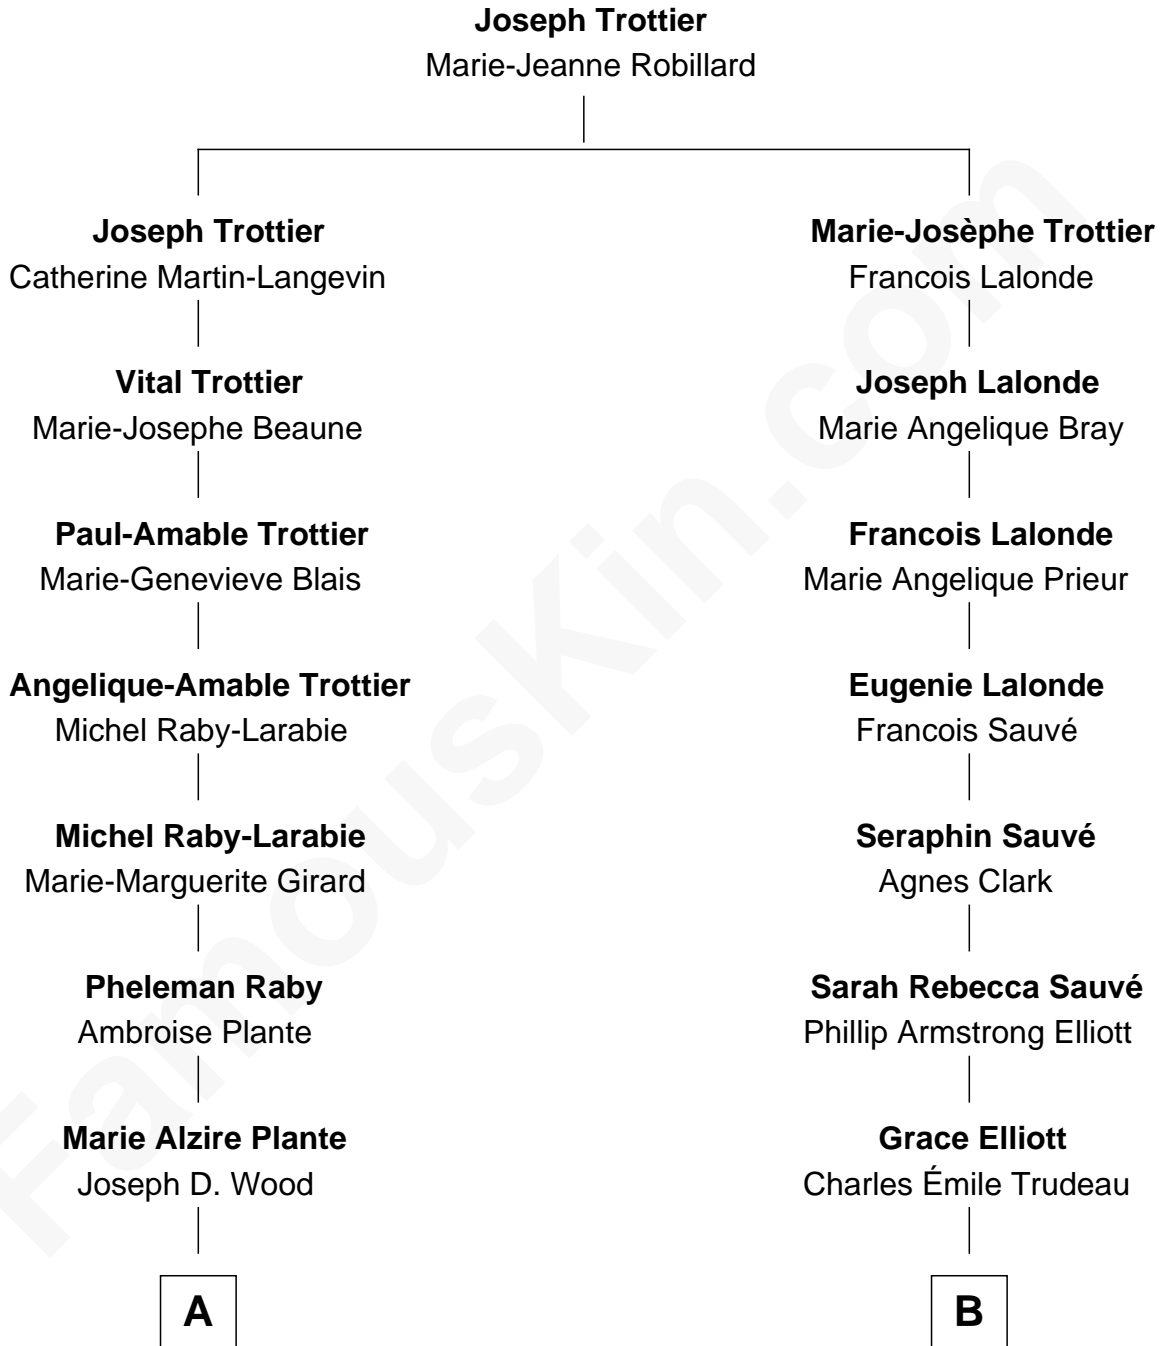 Joseph Trottier
Marie-Jeanne Robillard
Joseph Trottier
Catherine Martin-Langevin
Vital Trottier
Marie-Josephe Beaune
Paul-Amable Trottier
Marie-Genevieve Blais
Angelique-Amable Trottier
Michel Raby-Larabie
Michel Raby-Larabie
Marie-Marguerite Girard
Pheleman Raby
Ambroise Plante
Marie Alzire Plante
Joseph D. Wood
A
Marie-Josèphe Trottier
Francois Lalonde
Joseph Lalonde
Marie Angelique Bray
Francois Lalonde
Marie Angelique Prieur
Eugenie Lalonde
Francois Sauvé
Seraphin Sauvé
Agnes Clark
Sarah Rebecca Sauvé
Phillip Armstrong Elliott
Grace Elliott
Charles Émile Trudeau
B
FamousKin.com